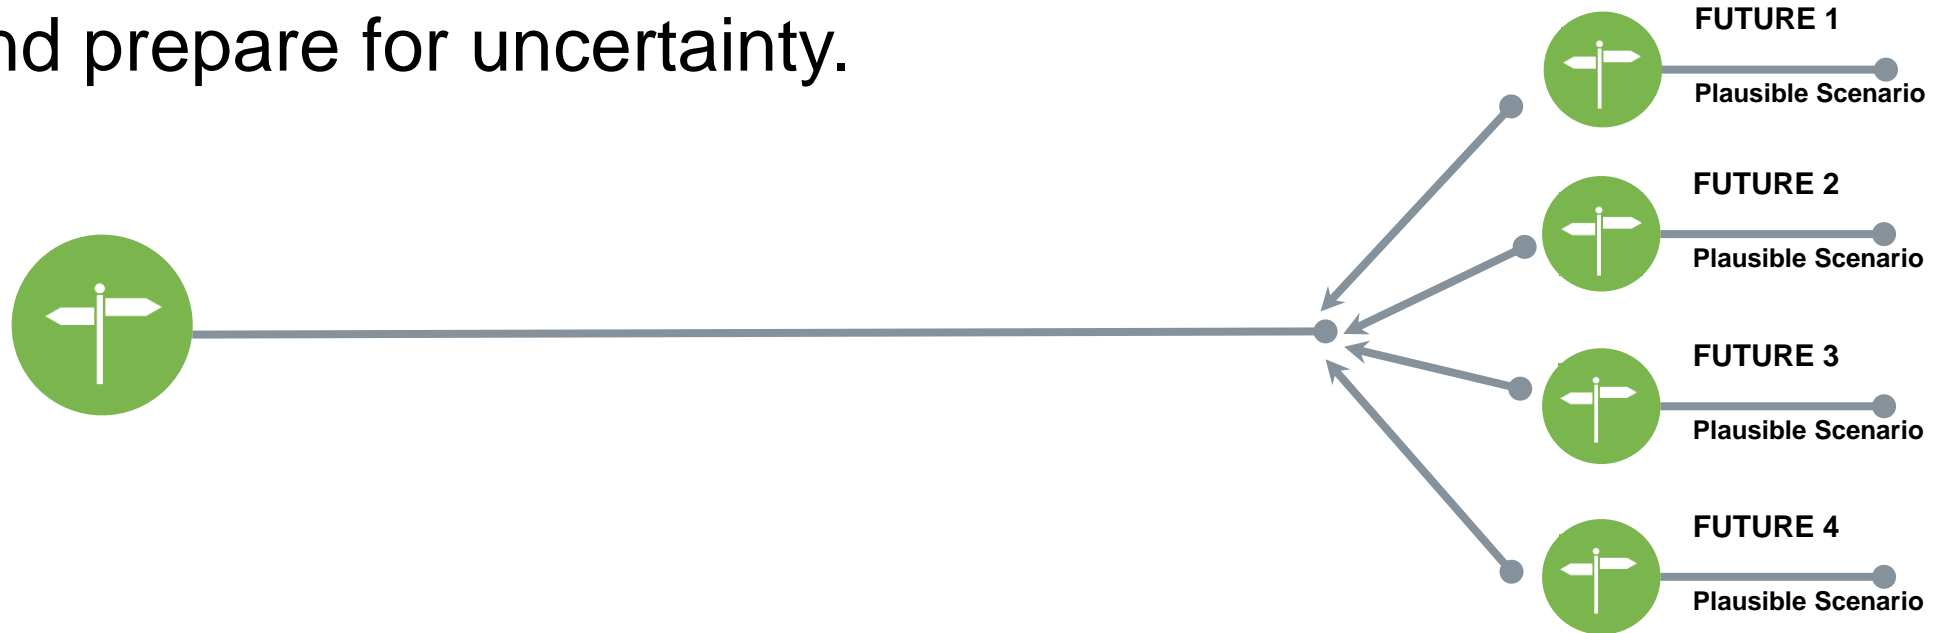 nd prepare for uncertainty.
FUTURE 1
Plausible Scenario
FUTURE 2
Plausible Scenario
FUTURE 3
Plausible Scenario
FUTURE 4
Plausible Scenario